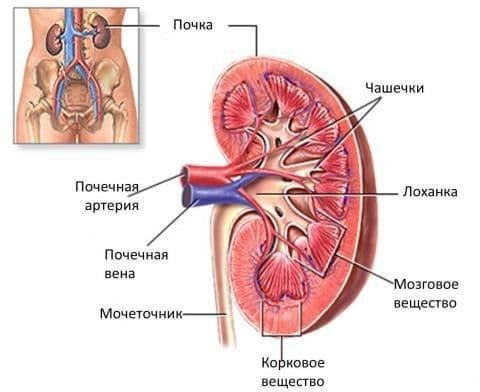 Почка
Чашечки
Почечная
артерия
Лоханка
Почечная
вена
Мозговое
вещество
Мочеточник
Корковое
вещество